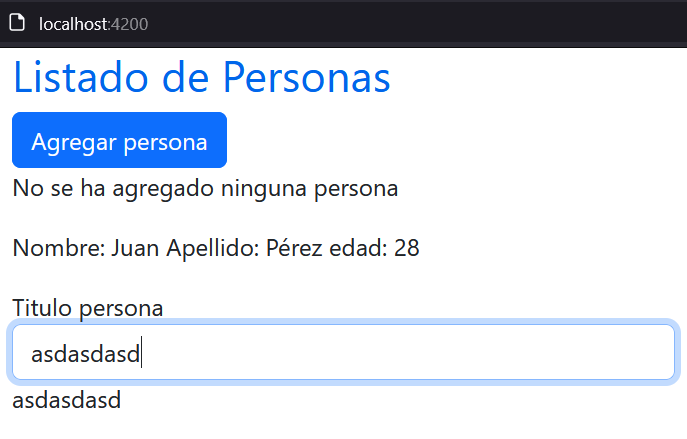 localhost:4200
Listado de Personas
Agregar persona
No se ha agregado ninguna persona
Nombre: Juan Apellido: Pérez edad: 28
Titulo persona
asdasdasd
asdasdasd